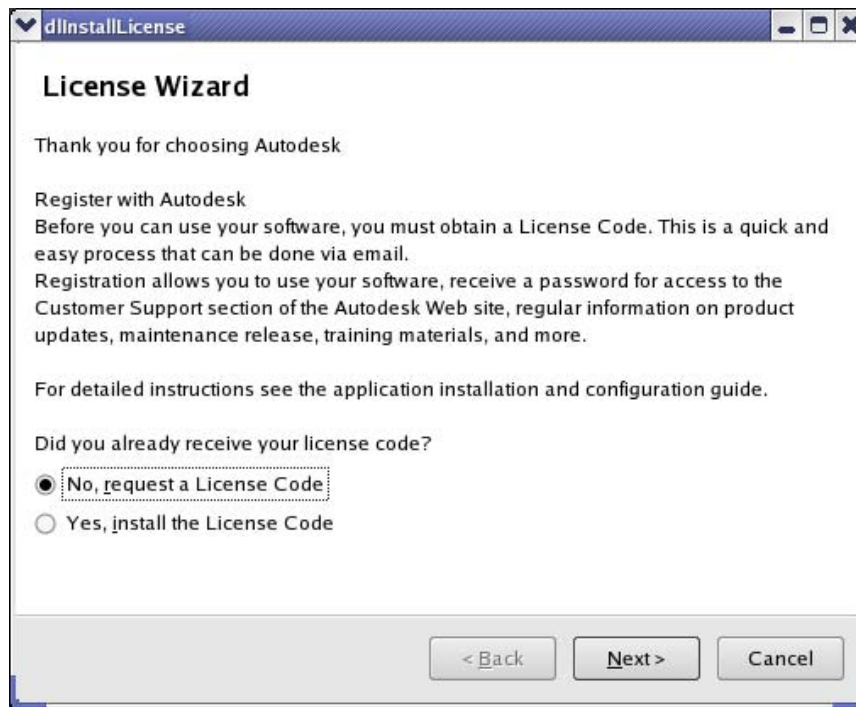 dlInstallLicense
License Wizard
Thank you for choosing Autodesk
Register with Autodesk
Before you can use your software, you must obtain a License Code. This is a quick and
easy process that can be done via email.
Registration allows you to use your software, receive a password for access to the
Customer Support section of the Autodesk Web site, regular information on product
updates, maintenance release, training materials, and more.
For detailed instructions see the application installation and configuration guide.
Did you already receive your license code?
No, request a License Code
Yes, install the License Code
< Back Next > Cancel